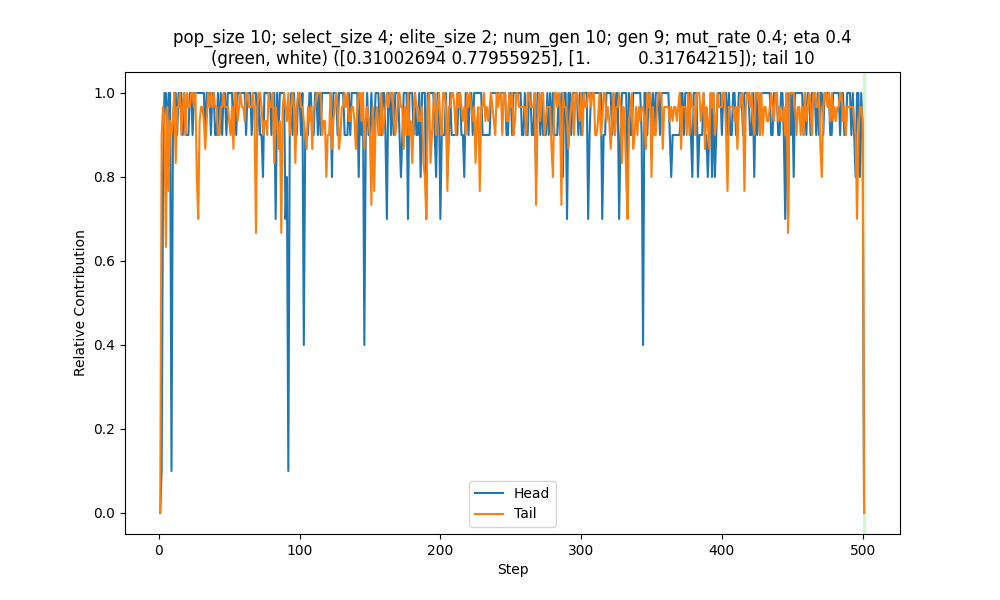 pop_size 10; select_size 4; elite_size 2; num_gen 10; gen 9; mut_rate 0.4; eta 0.4
(green, white) ([0.31002694 0.77955925], [1.         0.31764215]); tail 10
1.0
0.8
0.6
0.4
0.2
0.0
Relative Contribution
Head
Tail
0
100
200
300
400
500
Step